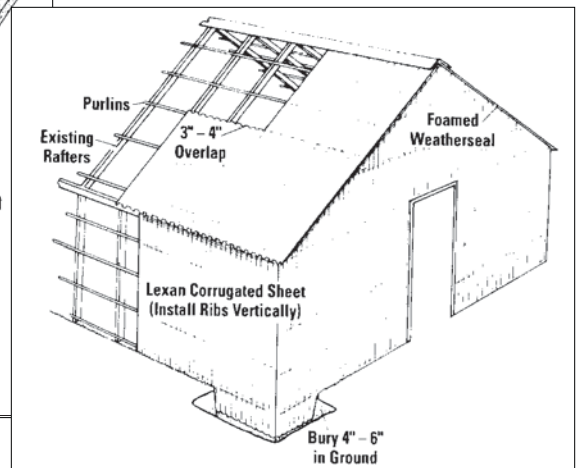 Purlins
Existing
Rafters
3" – 4"
Overlap
Foamed
Weatherseal
Lexan Corrugated Sheet
(Install Ribs Vertically)
Bury 4" – 6"
in Ground